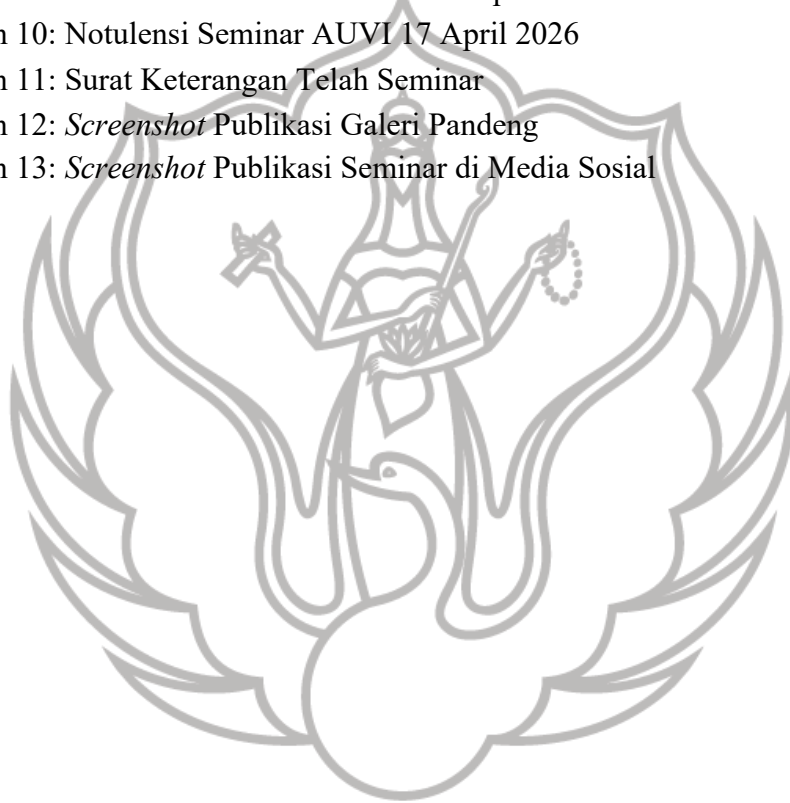 n 10: Notulensi Seminar AUVI 17 April 2026
n 11: Surat Keterangan Telah Seminar
n 12: Screenshot Publikasi Galeri Pandeng
n 13: Screenshot Publikasi Seminar di Media Sosial